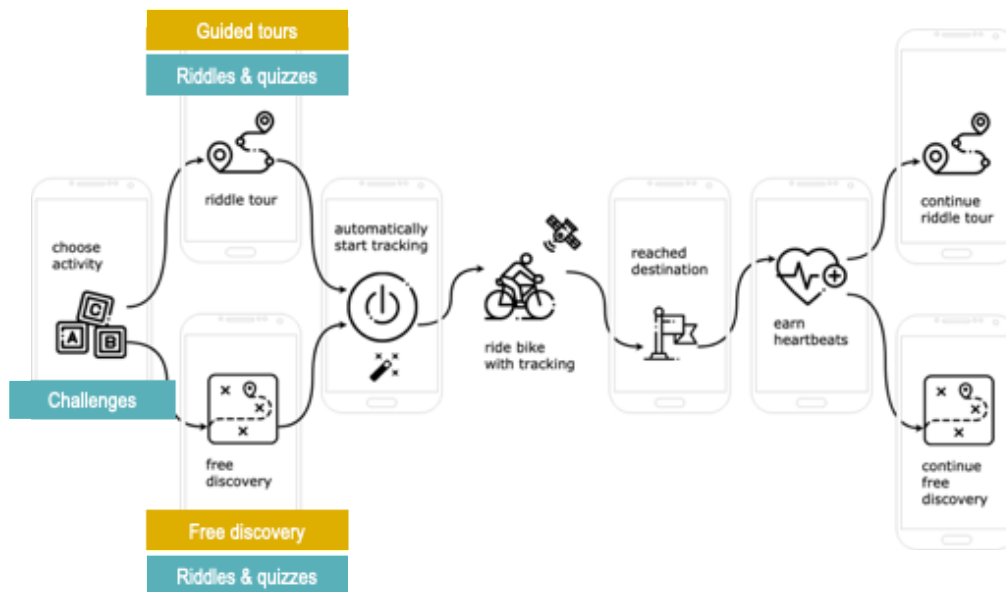 Guided tours
Riddles & quizzes
riddle tour
choose
activity
C
A
B
Challenges
free
discovery
Free discovery
Riddles & quizzes
automatically
start tracking
ride bike
with tracking
reached
destination
earn
heartbeats
continue
riddle tour
continue
free
discovery